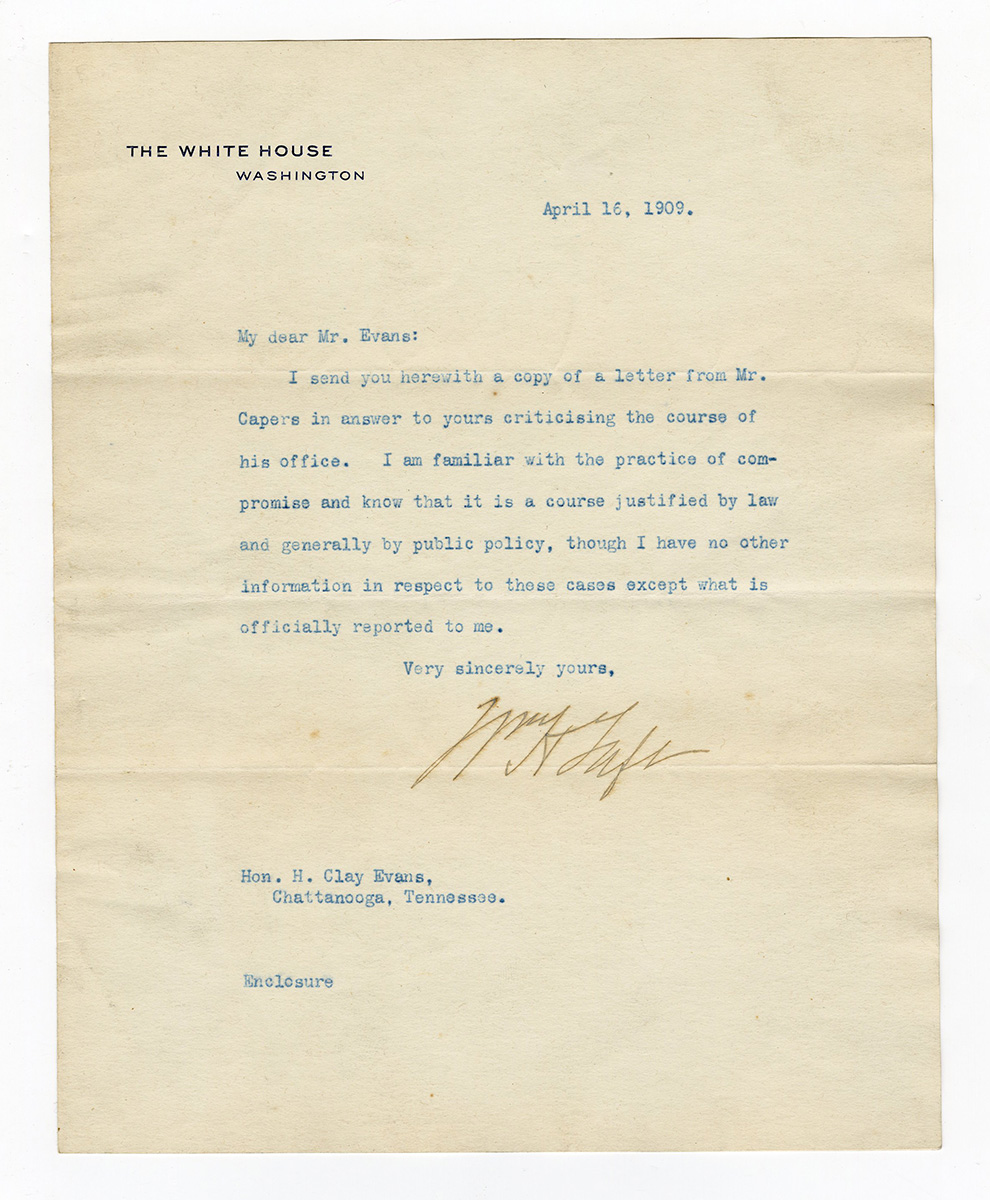 THE WHITE HOUSE
WASHINGTON
April 16, 1909.
My dear Mr. Evans:
I send you herewith a copy of a letter from Mr.
Capers in answer to yours criticising the course of
his office. I am familiar with the practice of com-
promise and know that it is a course justified by law
and generally by public policy, though I have no other
information in respect to these cases except what is
officially reported to me.
Very sincerely yours,
Wm H Taft
Hon. H. Clay Evans,
Chattanooga, Tennessee.
Enclosure